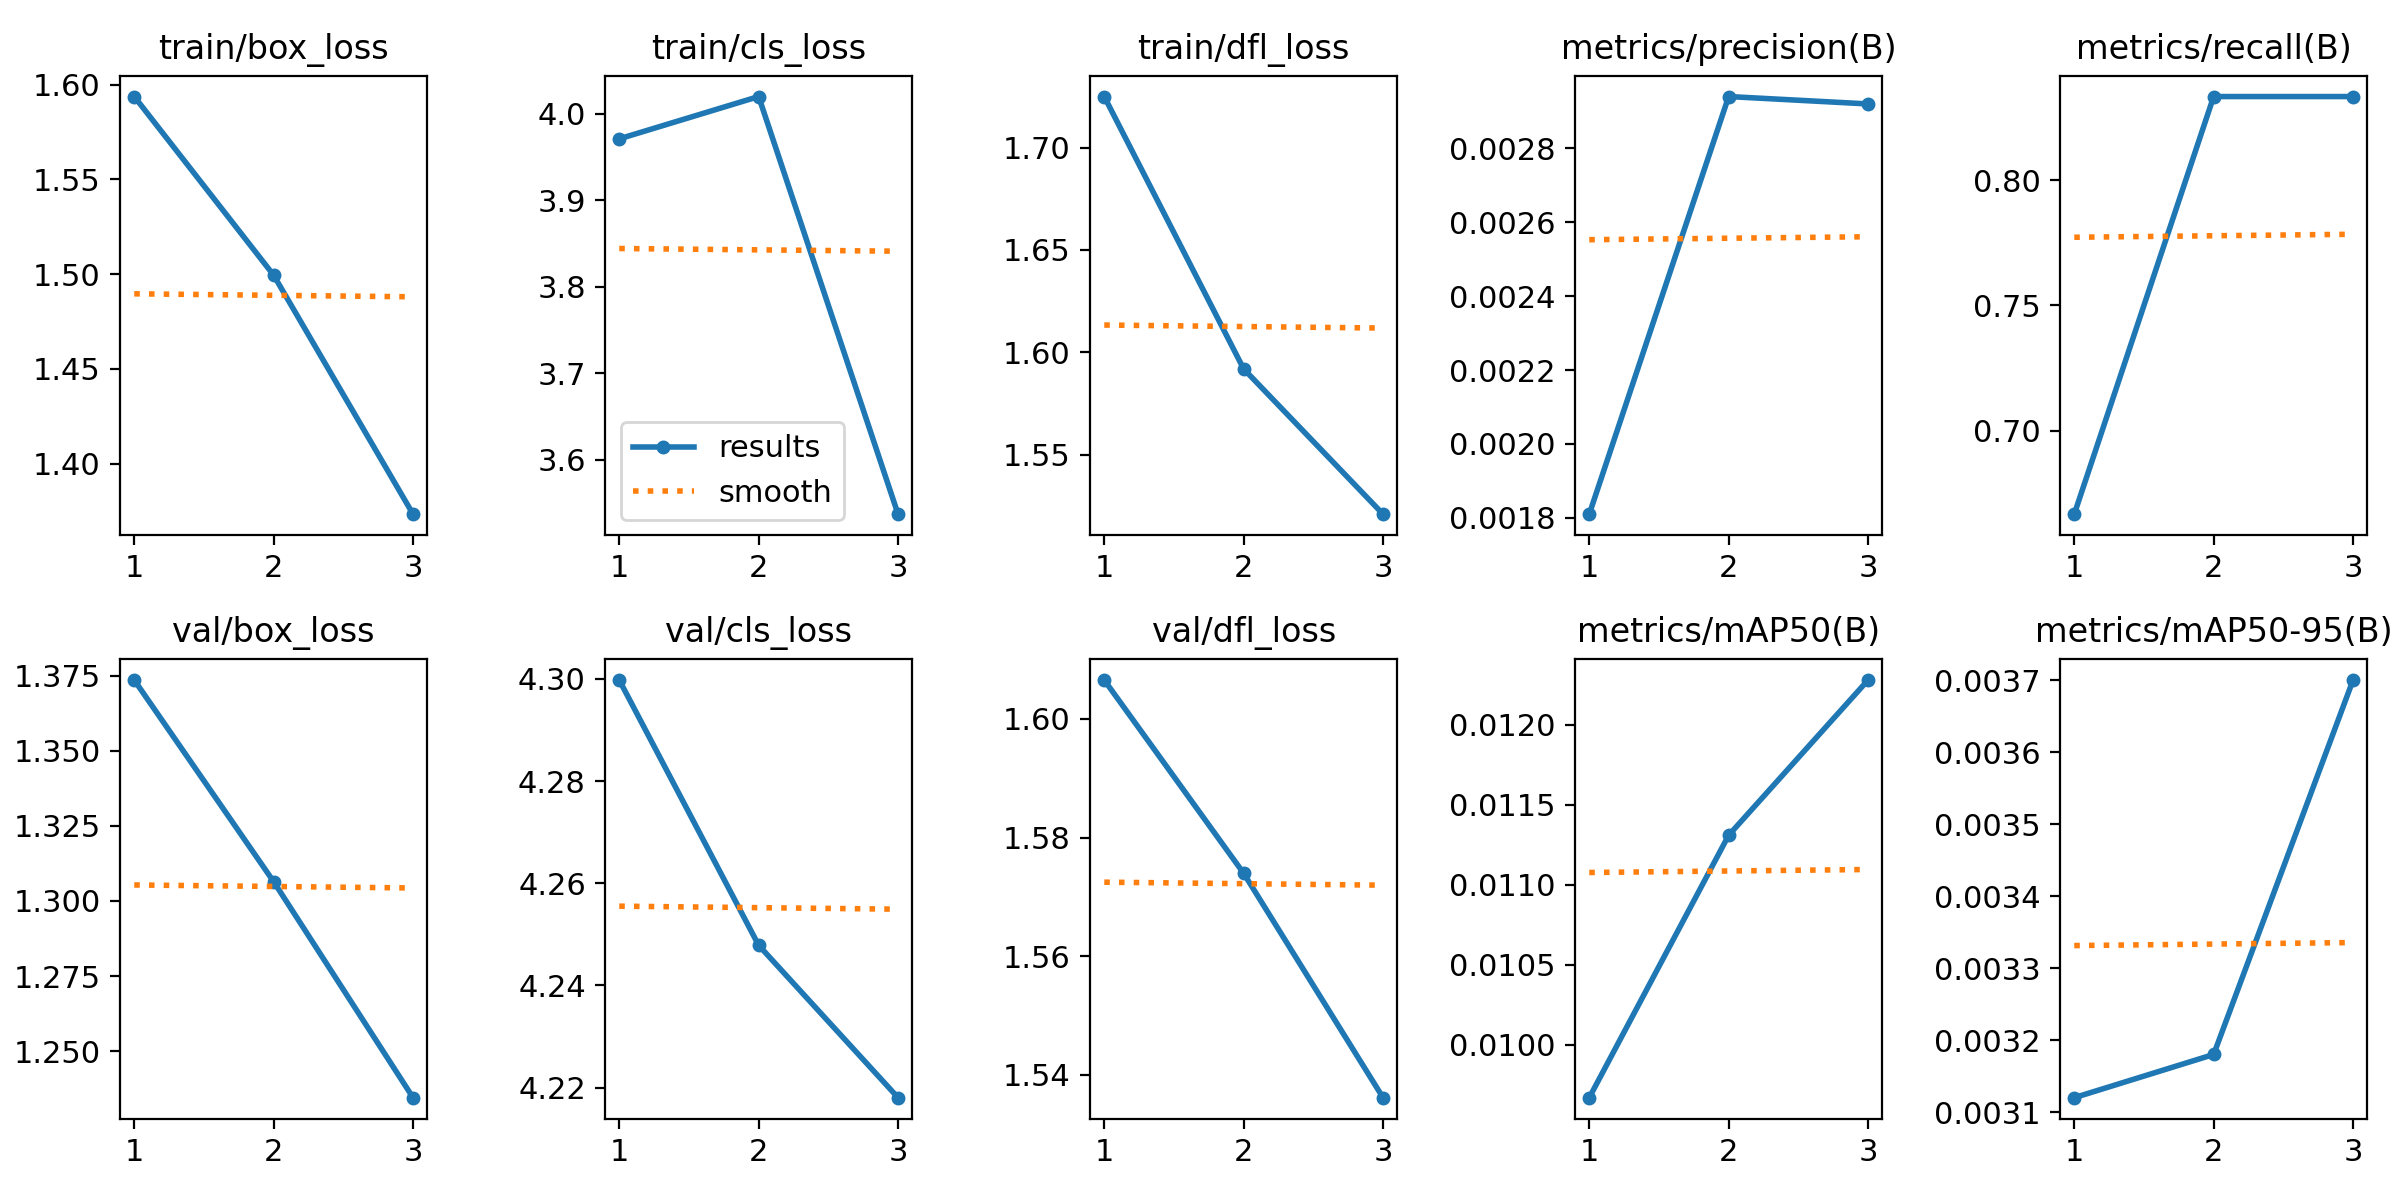 train/box_loss
1.60
1.55
1.50
1.45
1.40
1 2 3
train/cls_loss
4.0
3.9
3.8
3.7
3.6
results
smooth
1 2 3
train/dfl_loss
1.70
1.65
1.60
1.55
1 2 3
metrics/precision(B)
0.0028
0.0026
0.0024
0.0022
0.0020
0.0018
1 2 3
metrics/recall(B)
0.80
0.75
0.70
1 2 3
val/box_loss
1.375
1.350
1.325
1.300
1.275
1.250
1 2 3
val/cls_loss
4.30
4.28
4.26
4.24
4.22
1 2 3
val/dfl_loss
1.60
1.58
1.56
1.54
1 2 3
metrics/mAP50(B)
0.0120
0.0115
0.0110
0.0105
0.0100
1 2 3
metrics/mAP50-95(B)
0.0037
0.0036
0.0035
0.0034
0.0033
0.0032
0.0031
1 2 3